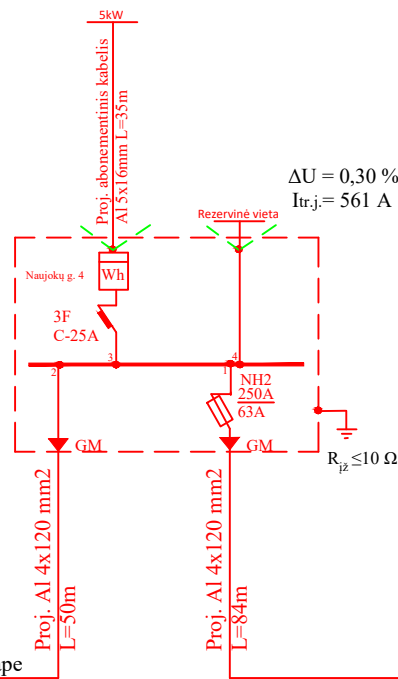 5kW
Proj. abonementinis kabelis
Al 5x16mm L=35m
ΔU = 0,30 %
Itr.j.= 561 A
Rezervinė vieta
Naujokų g. 4
Wh
3F
C-25A
2
3
1
4
NH2
250A
63A
GM
GM
Rįž ≤10 Ω
Proj. Al 4x120 mm2
L=50m
Proj. Al 4x120 mm2
L=84m